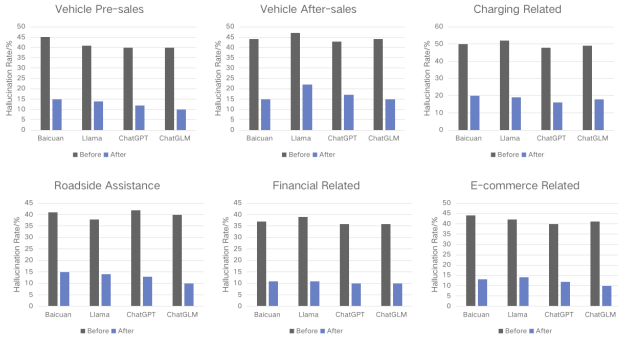 Vehicle Pre-sales
Hallucination Rate/%
50
45
40
35
30
25
20
15
10
5
0
Baicuan Llama ChatGPT ChatGLM
Before After
Vehicle After-sales
Hallucination Rate/%
50
45
40
35
30
25
20
15
10
5
0
Baicuan Llama ChatGPT ChatGLM
Before After
Charging Related
Hallucination Rate/%
60
50
40
30
20
10
0
Baicuan Llama ChatGPT ChatGLM
Before After
Roadside Assistance
Hallucination Rate/%
45
40
35
30
25
20
15
10
5
0
Baicuan Llama ChatGPT ChatGLM
Before After
Financial Related
Hallucination Rate/%
45
40
35
30
25
20
15
10
5
0
Baicuan Llama ChatGPT ChatGLM
Before After
E-commerce Related
Hallucination Rate/%
50
45
40
35
30
25
20
15
10
5
0
Baicuan Llama ChatGPT ChatGLM
Before After